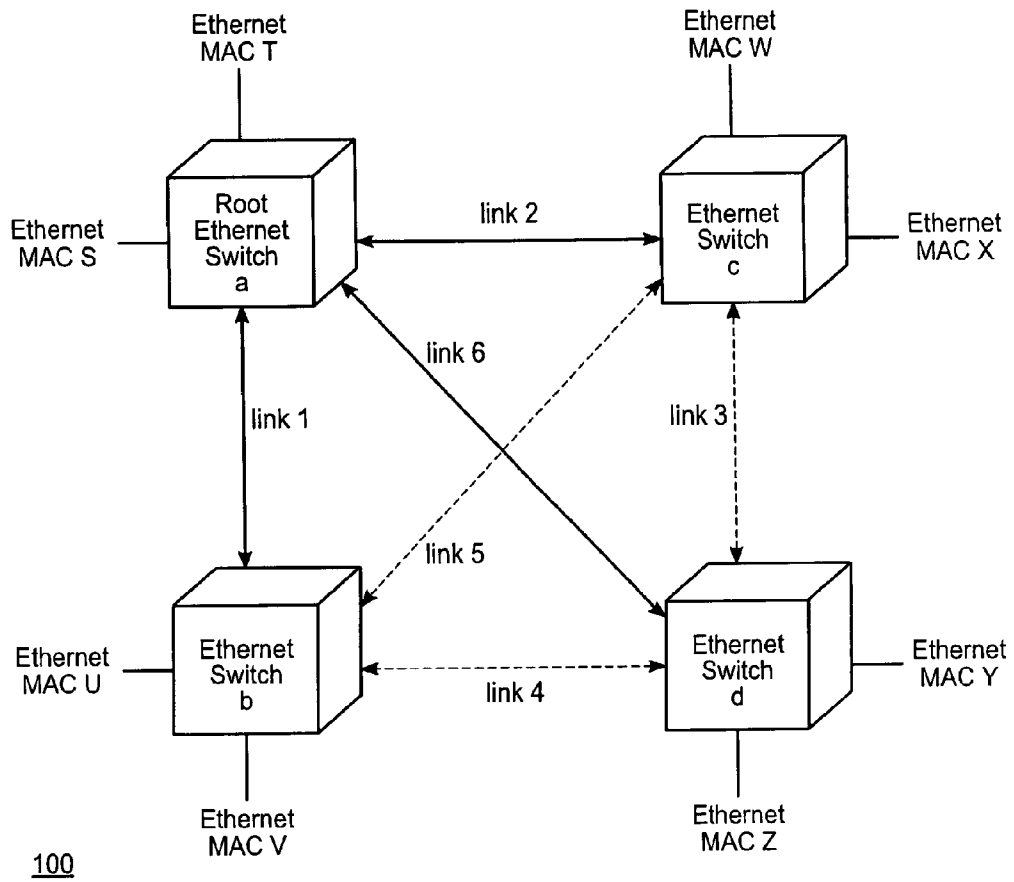 Ethernet
MAC T
Ethernet
MAC W
Root
Ethernet
Switch
a
Ethernet
Switch
c
Ethernet
MAC S
link 2
Ethernet
MAC X
link 6
link 1
link 3
link 5
Ethernet
Switch
b
Ethernet
Switch
d
Ethernet
MAC U
link 4
Ethernet
MAC Y
Ethernet
MAC V
Ethernet
MAC Z
100